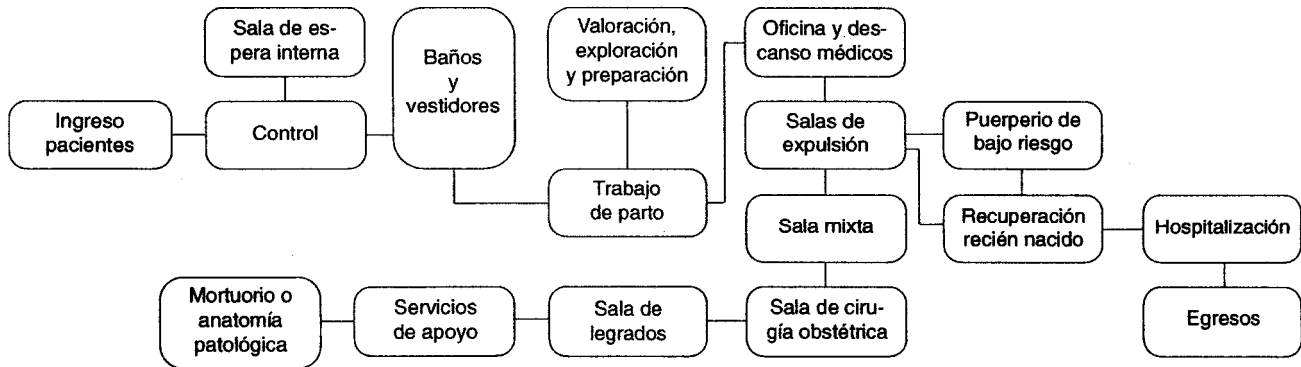 Sala de es-
pera interna
Baños
y
vestidores
Valoración,
exploración
y preparación
Oficina y des-
canso médicos
Ingreso
pacientes
Control
Salas de
expulsión
Puerperio de
bajo riesgo
Trabajo
de parto
Sala mixta
Recuperación
recién nacido
Hospitalización
Mortuorio o
anatomía
patológica
Servicios
de apoyo
Sala de
legrados
Sala de ciru-
gía obstétrica
Egresos